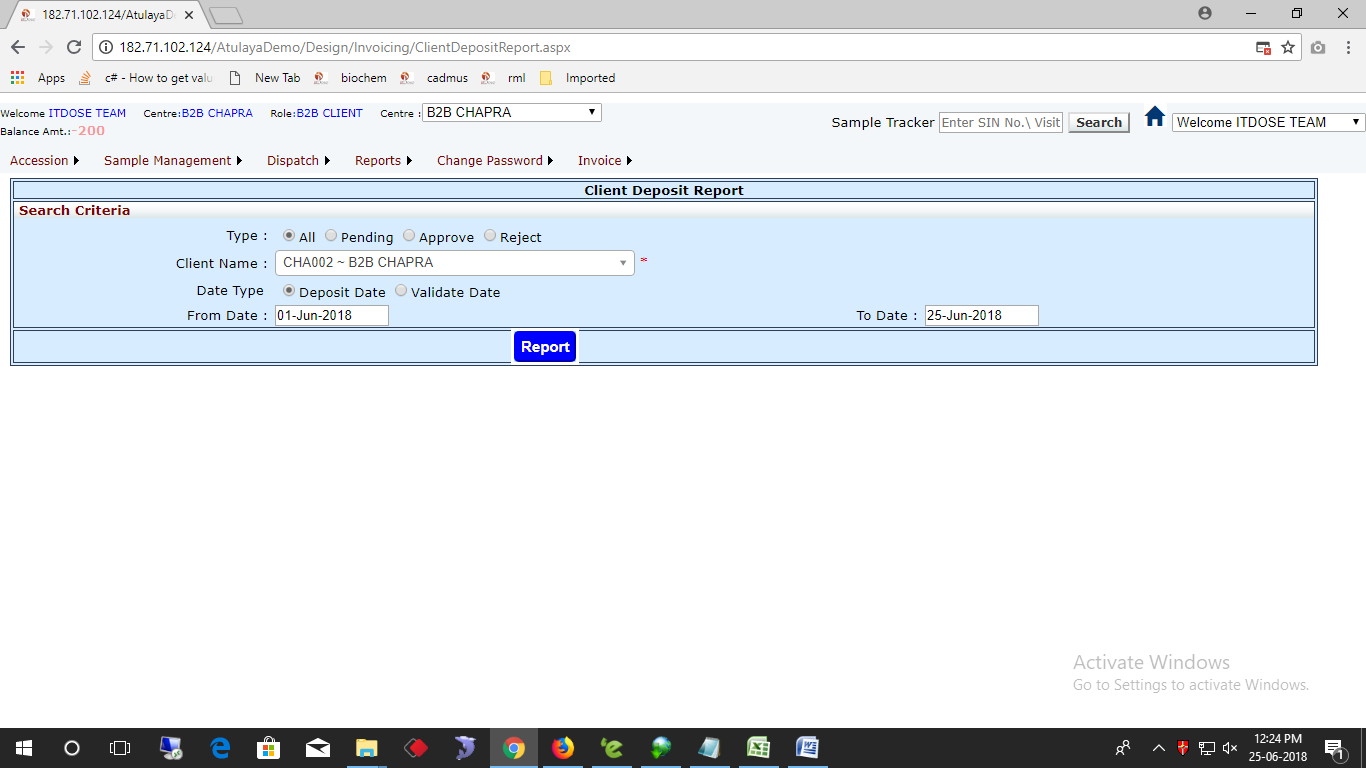 182.71.102.124/AtulayaD
182.71.102.124/AtulayaDemo/Design/Invoicing/ClientDepositReport.aspx
Apps c# - How to get valu New Tab biochem cadmus rml Imported
Welcome ITDOSE TEAM Centre:B2B CHAPRA Role:B2B CLIENT Centre : B2B CHAPRA
Balance Amt.:-200
Sample Tracker Enter SIN No.\ Visit Search Welcome ITDOSE TEAM
Accession Sample Management Dispatch Reports Change Password Invoice
Client Deposit Report
Search Criteria
Type : All Pending Approve Reject
Client Name : CHA002 ~ B2B CHAPRA *
Date Type Deposit Date Validate Date
From Date : 01-Jun-2018 To Date : 25-Jun-2018
Report
Activate Windows
Go to Settings to activate Windows.
12:24 PM
25-06-2018
1